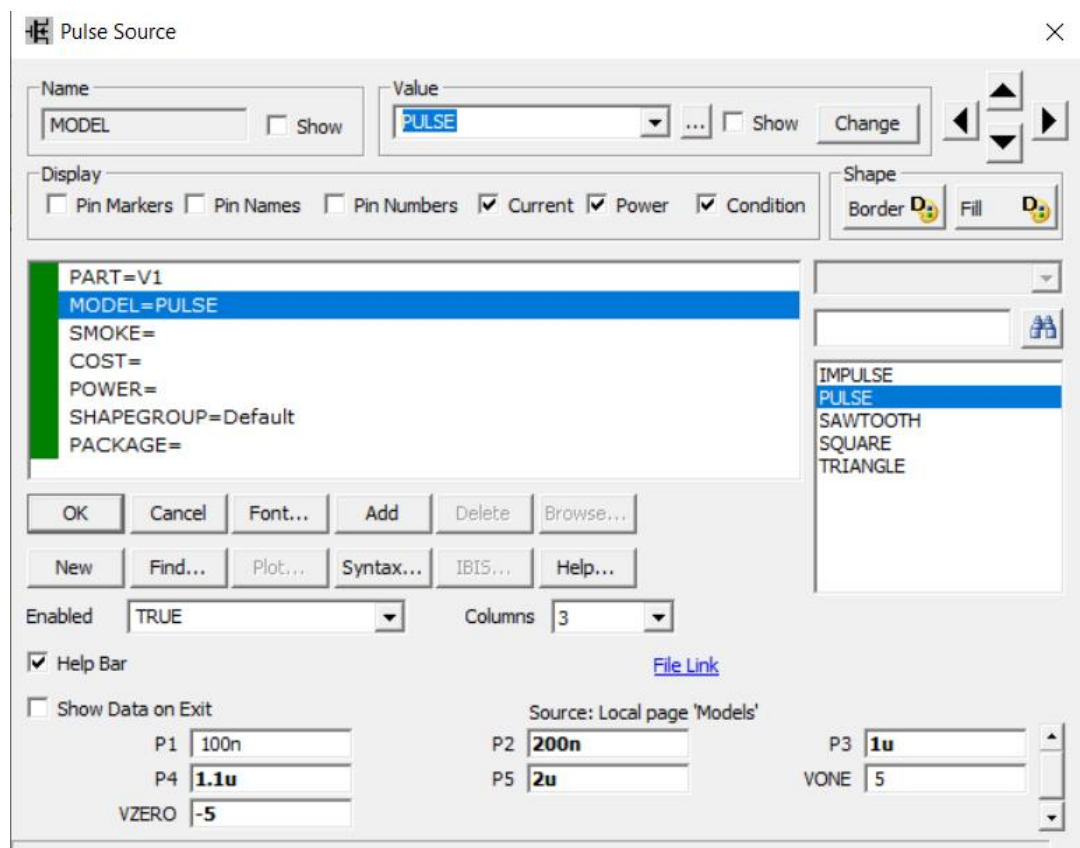 Pulse Source
Name
MODEL
Show
Value
PULSE
...
Show
Change
Display
Pin Markers Pin Names Pin Numbers Current Power Condition
Shape
Border Fill
PART=V1
MODEL=PULSE
SMOKE=
COST=
POWER=
SHAPEGROUP=Default
PACKAGE=
IMPULSE
PULSE
SAWTOOTH
SQUARE
TRIANGLE
OK Cancel Font... Add Delete Browse...
New Find... Plot... Syntax... IBIS... Help...
Enabled TRUE Columns 3
Help Bar File Link
Show Data on Exit Source: Local page 'Models'
P1 100n P2 200n P3 1u
P4 1.1u P5 2u VONE 5
VZERO -5